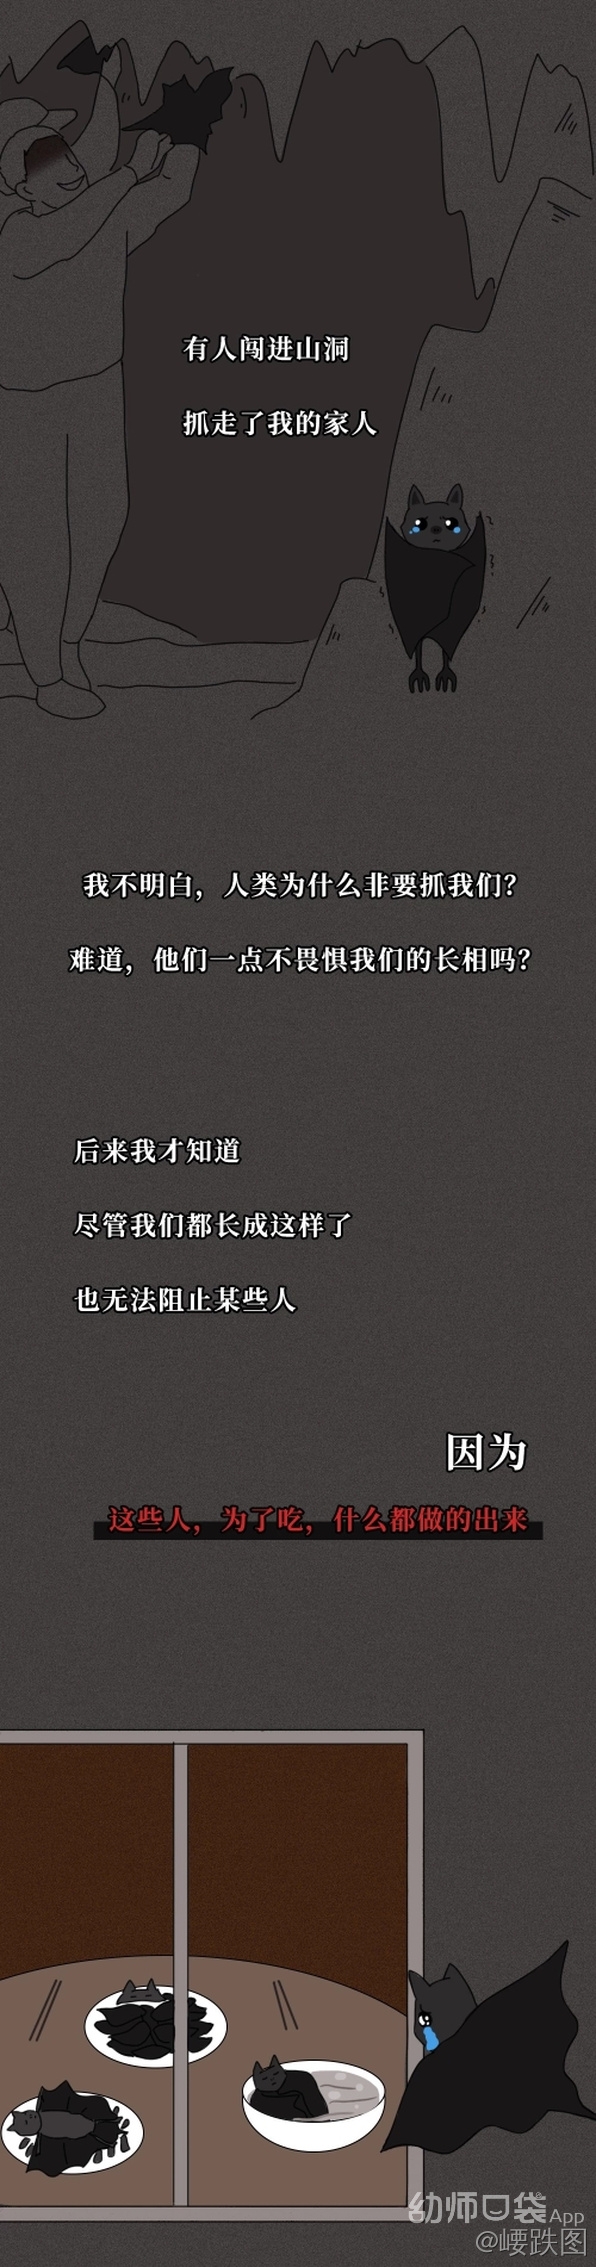 有人闯进山洞
抓走了我的家人
我不明白，人类为什么非要抓我们？
难道，他们一点不畏惧我们的长相吗？
后来我才知道
尽管我们都长成这样了
也无法阻止某些人
因为
这些人，为了吃，什么都做的出来
幼师口袋App
@崾跌图